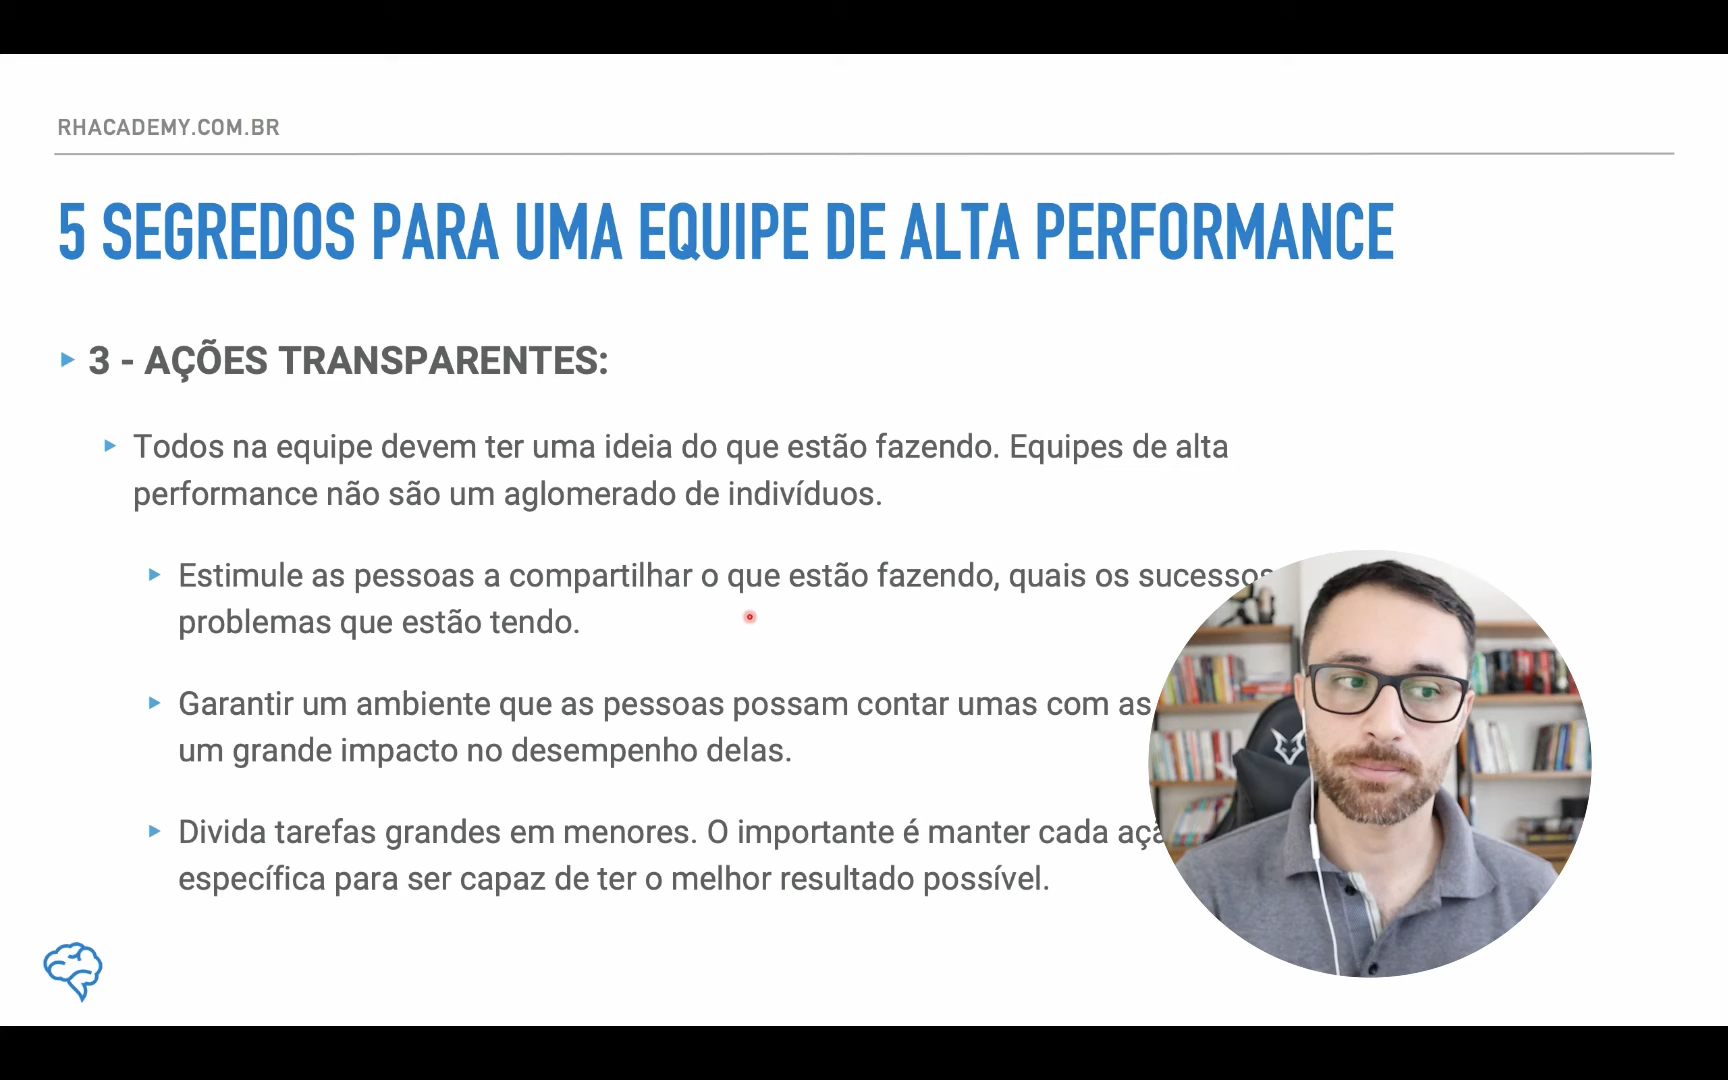 RHACADEMY.COM.BR
5 SEGREDOS PARA UMA EQUIPE DE ALTA PERFORMANCE
3 - AÇÕES TRANSPARENTES:
Todos na equipe devem ter uma ideia do que estão fazendo. Equipes de alta
performance não são um aglomerado de indivíduos.
Estimule as pessoas a compartilhar o que estão fazendo, quais os sucessos
problemas que estão tendo.
Garantir um ambiente que as pessoas possam contar umas com as
um grande impacto no desempenho delas.
Divida tarefas grandes em menores. O importante é manter cada
específica para ser capaz de ter o melhor resultado possível.